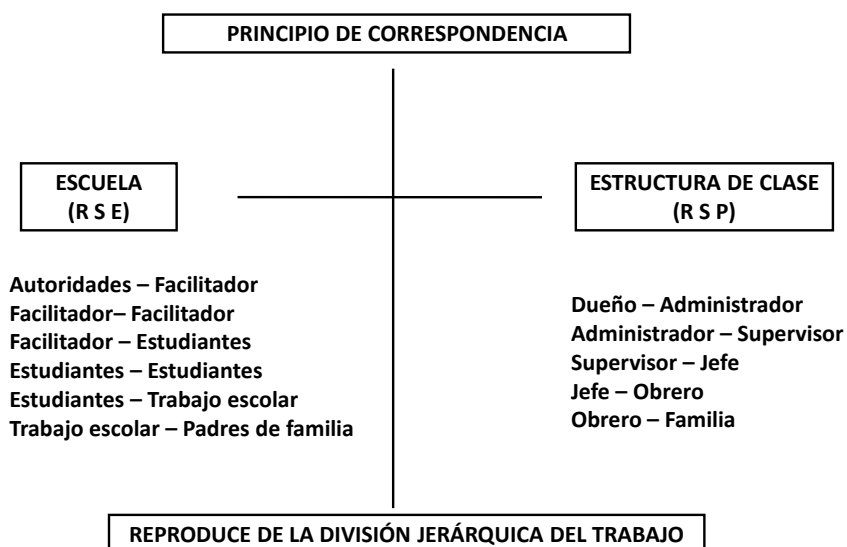 PRINCIPIO DE CORRESPONDENCIA
ESCUELA
(R S E)
ESTRUCTURA DE CLASE
(R S P)
Autoridades – Facilitador
Facilitador– Facilitador
Facilitador – Estudiantes
Estudiantes – Estudiantes
Estudiantes – Trabajo escolar
Trabajo escolar – Padres de familia
Dueño – Administrador
Administrador – Supervisor
Supervisor – Jefe
Jefe – Obrero
Obrero – Familia
REPRODUCE DE LA DIVISIÓN JERÁRQUICA DEL TRABAJO